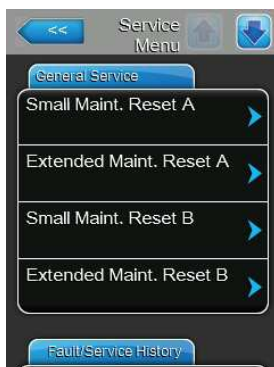 <<
Service
Menu
General Service
Small Maint. Reset A
Extended Maint. Reset A
Small Maint. Reset B
Extended Maint. Reset B
Fault/Service History